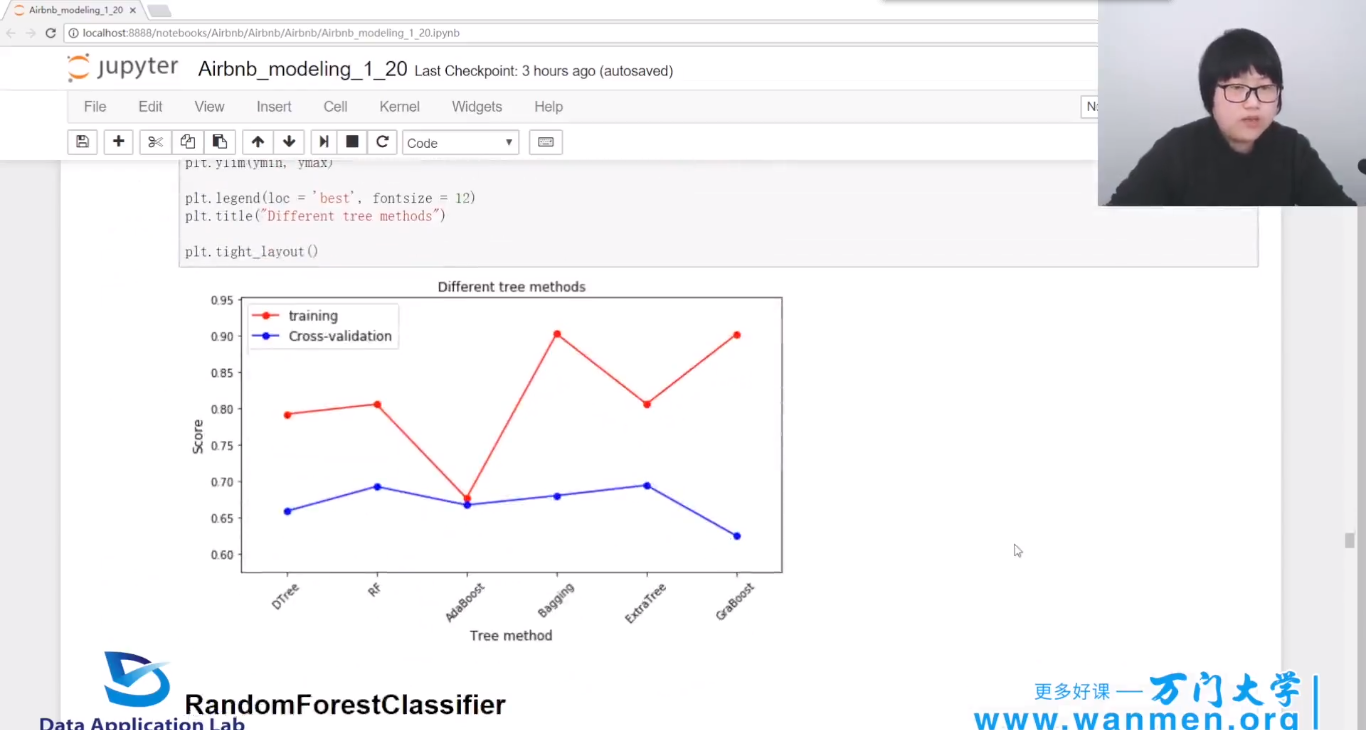 Airbnb_modeling_1_20
localhost:8888/notebooks/Airbnb/Airbnb/Airbnb/Airbnb_modeling_1_20.ipynb
jupyter Airbnb_modeling_1_20 Last Checkpoint: 3 hours ago (autosaved)
File Edit View Insert Cell Kernel Widgets Help
Code
plt.ylim(ymin, ymax)
plt.legend(loc = 'best', fontsize = 12)
plt.title("Different tree methods")
plt.tight_layout()
Different tree methods
training
Cross-validation
0.95
0.90
0.85
0.80
0.75
0.70
0.65
0.60
Score
DTree RF AdaBoost Bagging ExtraTree GraBoost
Tree method
RandomForestClassifier
Data Application Lab
更多好课 — 万门大学
www.wanmen.org